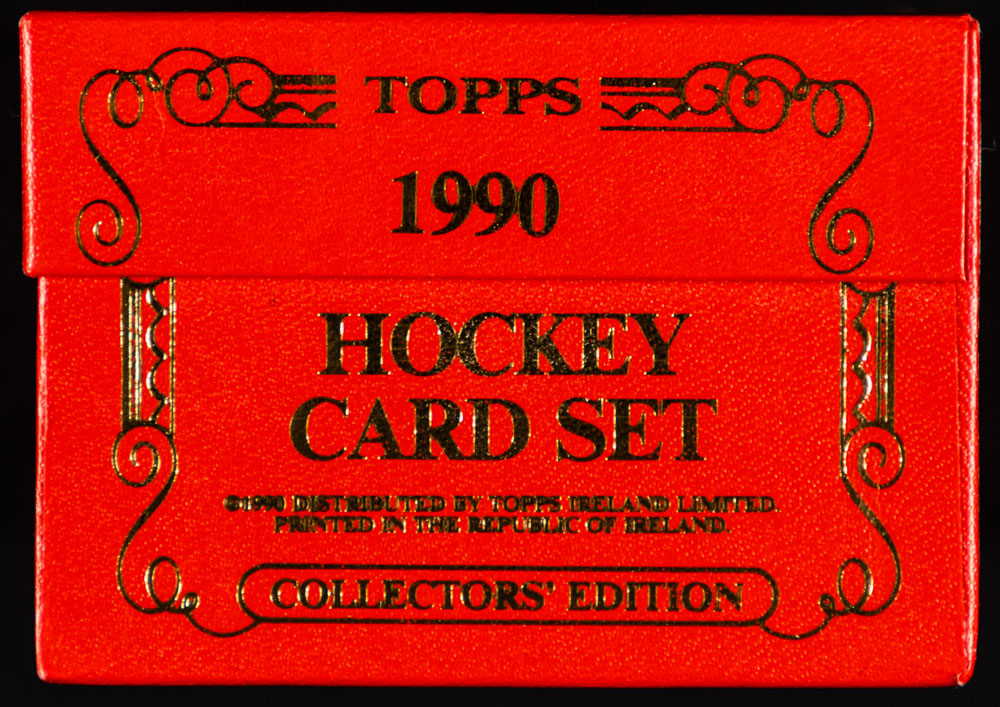 TOPPS
1990
HOCKEY
CARD SET
©1990 DISTRIBUTED BY TOPPS IRELAND LIMITED.
PRINTED IN THE REPUBLIC OF IRELAND.
COLLECTORS' EDITION